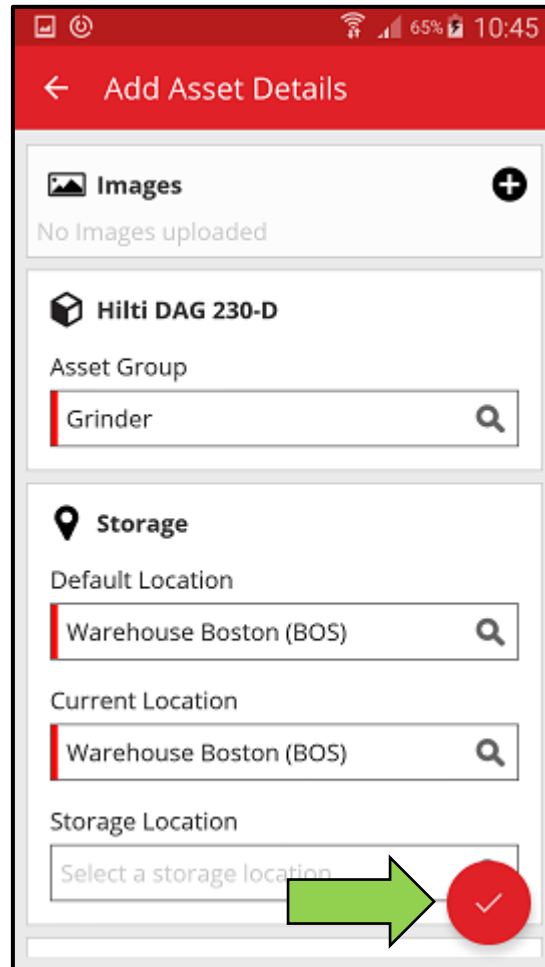 65% 10:45
Add Asset Details
Images
No Images uploaded
Hilti DAG 230-D
Asset Group
Grinder
Storage
Default Location
Warehouse Boston (BOS)
Current Location
Warehouse Boston (BOS)
Storage Location
Select a storage location